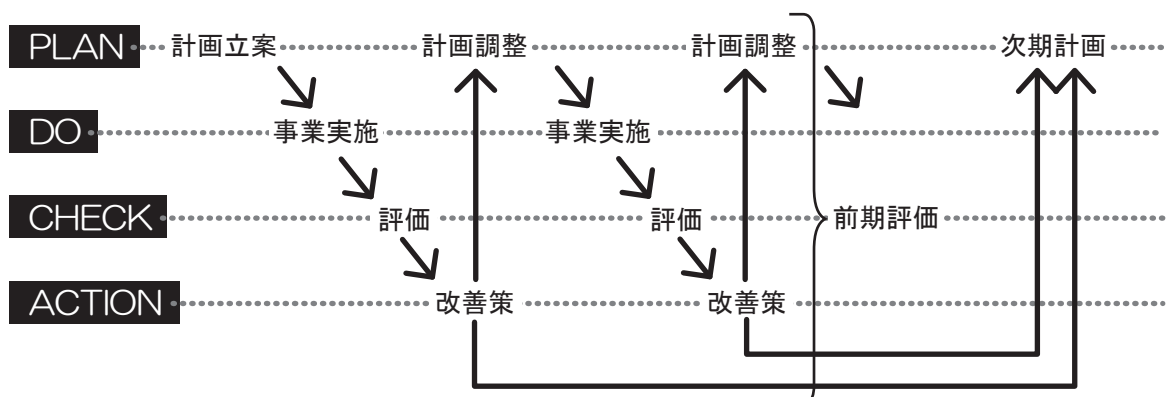 PLAN 計画立案 計画調整 計画調整 次期計画
DO 事業実施 事業実施
CHECK 評価 評価 前期評価
ACTION 改善策 改善策